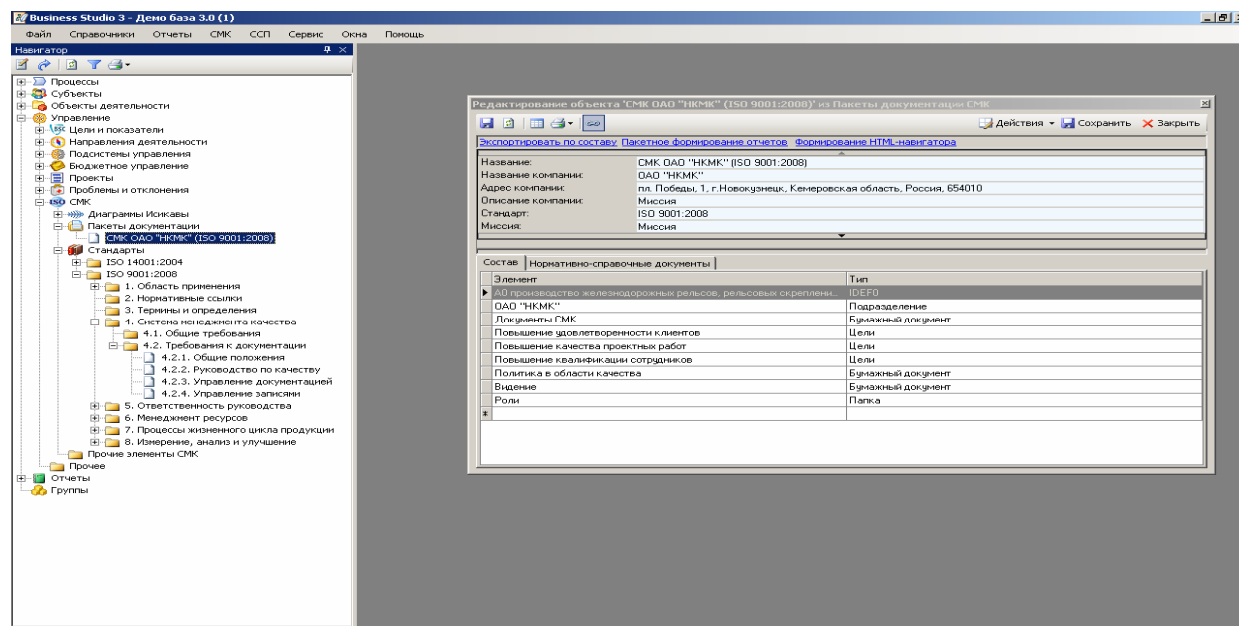 Business Studio 3 - Демо база 3.0 (1)
Файл Справочники Отчеты СМК ССП Сервис Окна Помощь
Навигатор
Процессы
Субъекты
Объекты деятельности
Управление
Цели и показатели
Направления деятельности
Подсистемы управления
Бюджетное управление
Проекты
Проблемы и отклонения
СМК
Диаграммы Исикавы
Пакеты документации
СМК ОАО "НКМК" (ISO 9001:2008)
Стандарты
ISO 14001:2004
ISO 9001:2008
1. Область применения
2. Нормативные ссылки
3. Термины и определения
4. Система менеджмента качества
4.1. Общие требования
4.2. Требования к документации
4.2.1. Общие положения
4.2.2. Руководство по качеству
4.2.3. Управление документацией
4.2.4. Управление записями
5. Ответственность руководства
6. Менеджмент ресурсов
7. Процессы жизненного цикла продукции
8. Измерение, анализ и улучшение
Прочие элементы СМК
Прочее
Отчеты
Группы
Редактирование объекта 'СМК ОАО "НКМК" (ISO 9001:2008)' из Пакеты документации СМК
Действия Сохранить Закрыть
Экспортировать по составу Пакетное формирование отчетов Формирование HTML-навигатора
Название: СМК ОАО "НКМК" (ISO 9001:2008)
Название компании: ОАО "НКМК"
Адрес компании: пл. Победы, 1, г.Новокузнецк, Кемеровская область, Россия, 654010
Описание компании: Миссия
Стандарт: ISO 9001:2008
Миссия: Миссия
Состав Нормативно-справочные документы
Элемент Тип
А0 производство железнодорожных рельсов, рельсовых скреплени... IDEF0
ОАО "НКМК" Подразделение
Документы СМК Бумажный документ
Повышение удовлетворенности клиентов Цели
Повышение качества проектных работ Цели
Повышение квалификации сотрудников Цели
Политика в области качества Бумажный документ
Видение Бумажный документ
Роли Папка